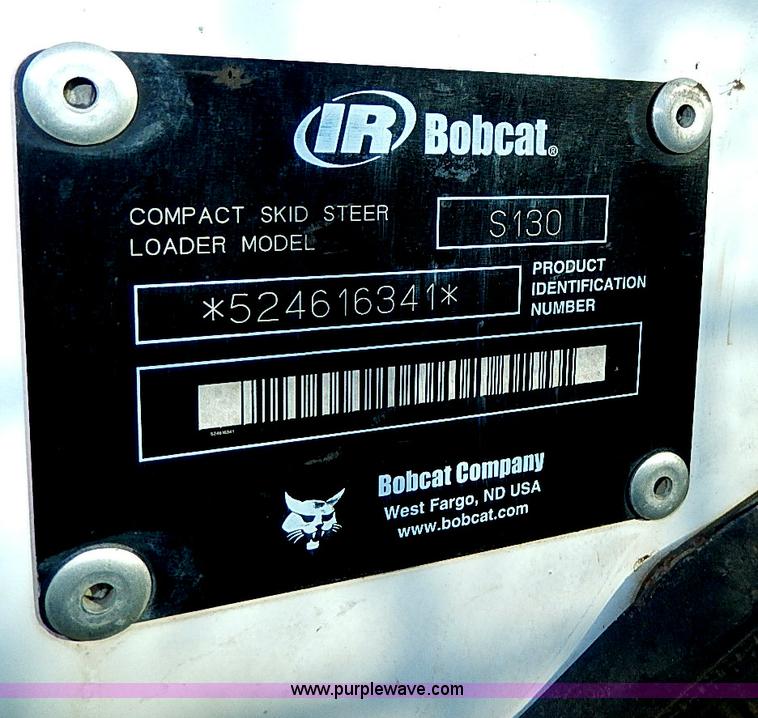 IR Bobcat®
COMPACT SKID STEER
LOADER MODEL
S130
*524616341*
PRODUCT
IDENTIFICATION
NUMBER
524616341
Bobcat Company
West Fargo, ND USA
www.bobcat.com
www.purplewave.com